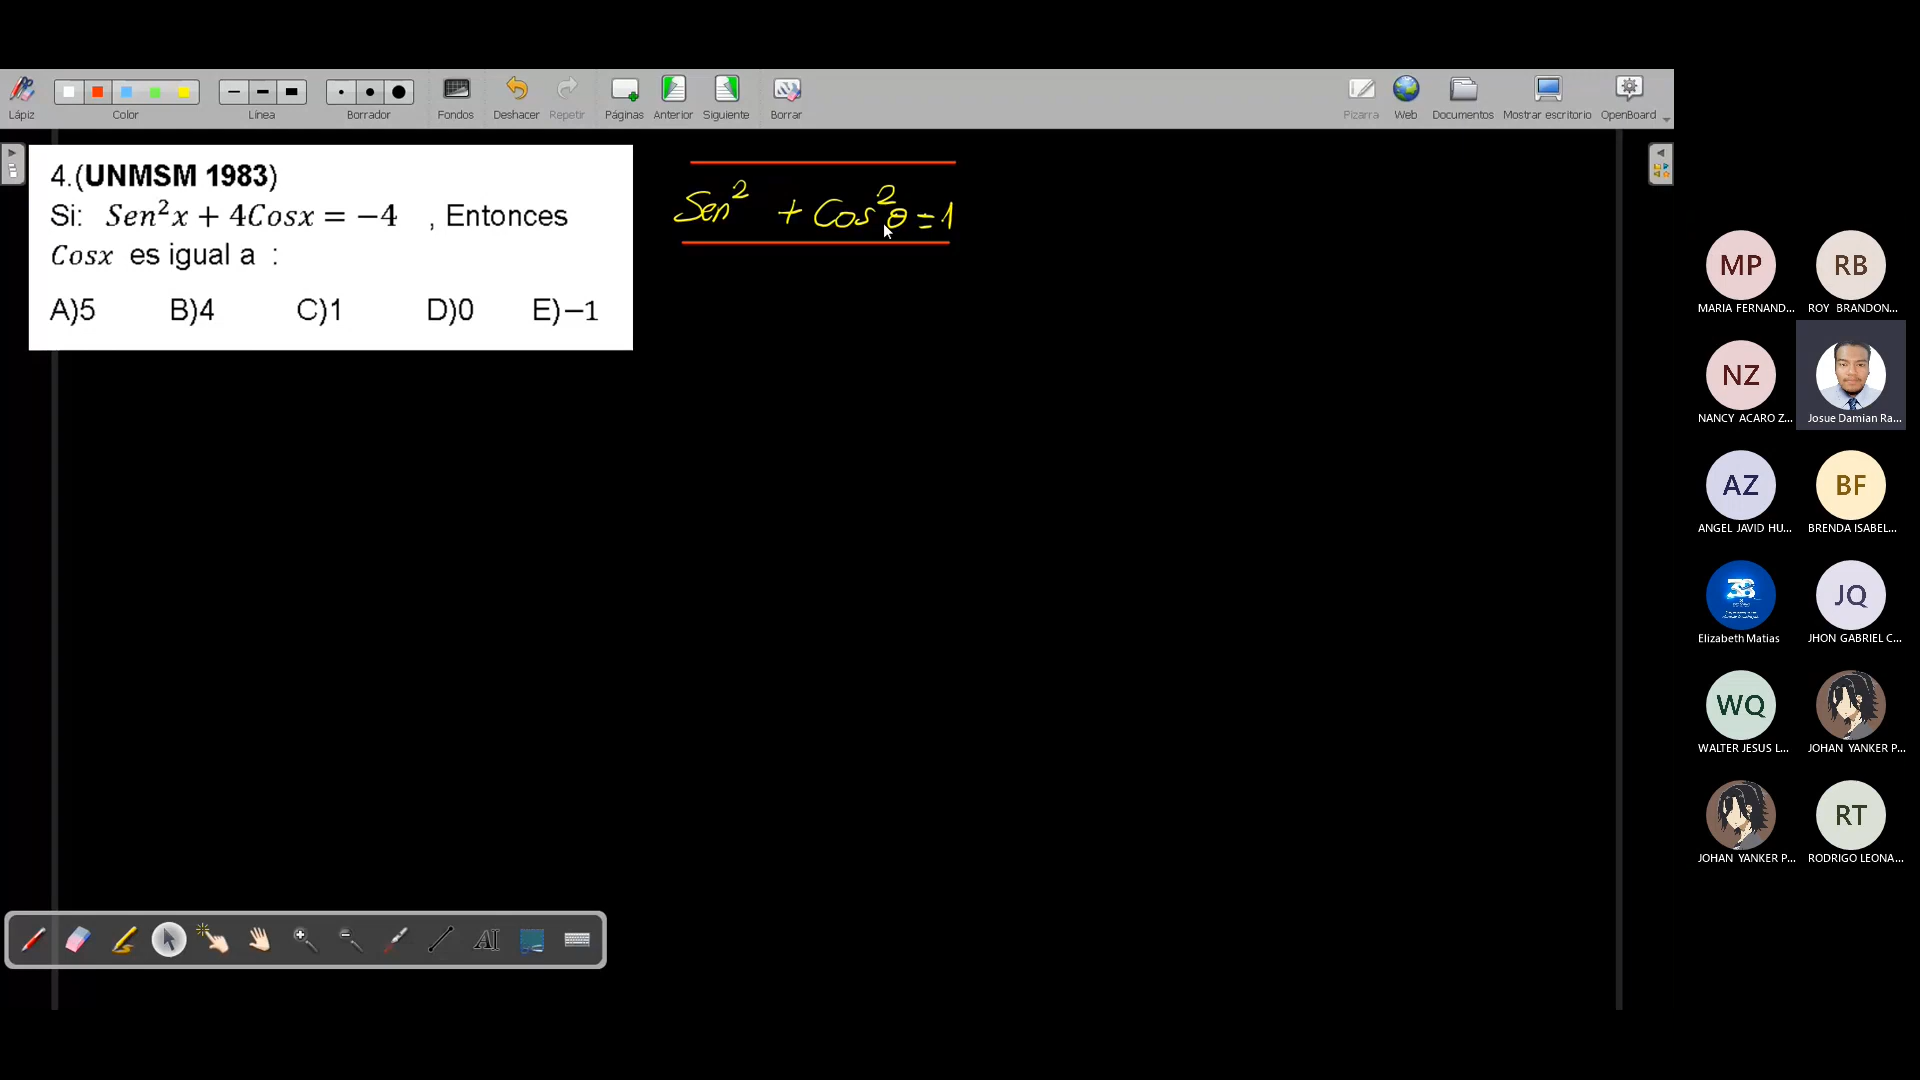 Lápiz Color Línea Borrador Fondos Deshacer Repetir Páginas Anterior Siguiente Borrar Pizarra Web Documentos Mostrar escritorio OpenBoard
4.(UNMSM 1983)
Si: Sen²x + 4Cosx = −4 , Entonces
Cosx es igual a :
A)5 B)4 C)1 D)0 E)−1
Sen² + Cos²θ = 1
MP RB
MARIA FERNAND... ROY BRANDON...
NZ
NANCY ACARO Z... Josue Damian Ra...
AZ BF
ANGEL JAVID HU... BRENDA ISABEL...
JQ
Elizabeth Matias JHON GABRIEL C...
WQ
WALTER JESUS L... JOHAN YANKER P...
RT
JOHAN YANKER P... RODRIGO LEONA...
AI